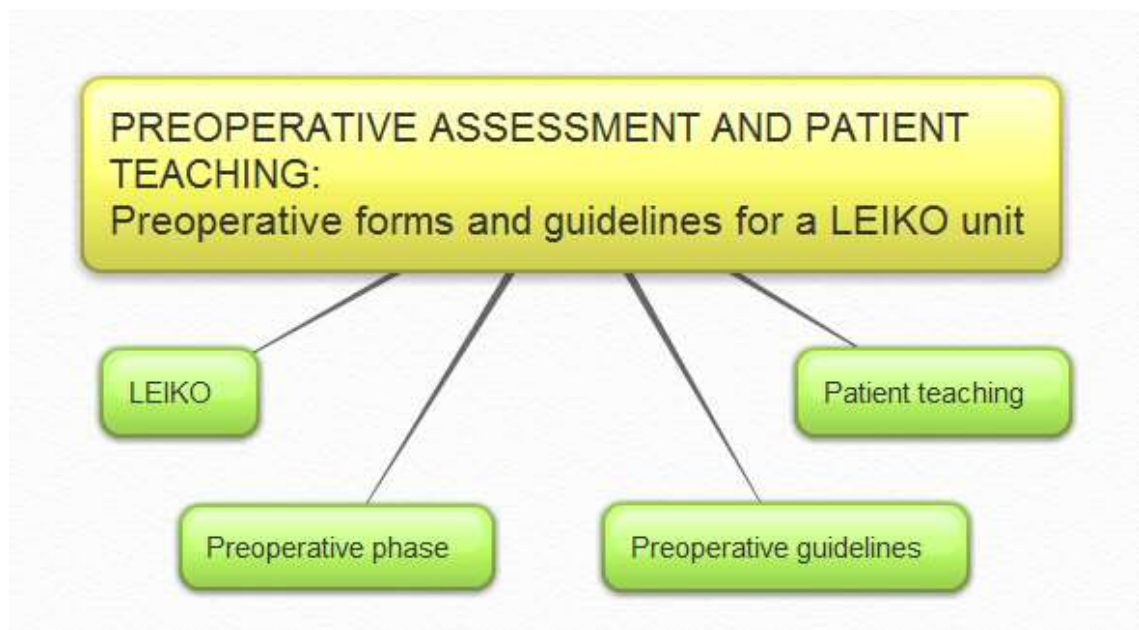 PREOPERATIVE ASSESSMENT AND PATIENT
TEACHING:
Preoperative forms and guidelines for a LEIKO unit
LEIKO
Patient teaching
Preoperative phase
Preoperative guidelines